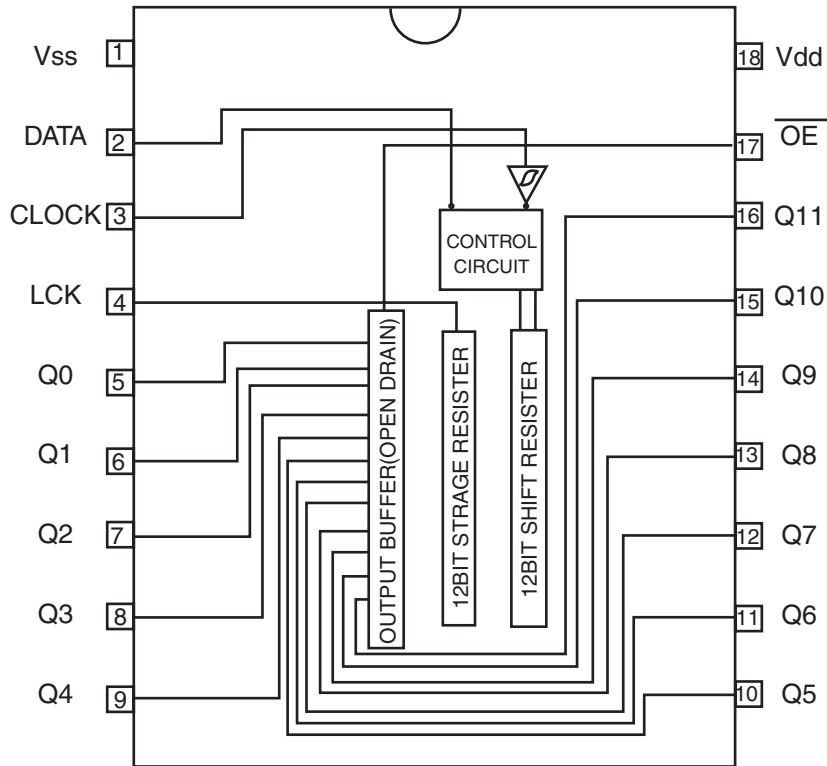 Vss 1
18 Vdd
DATA 2
17 OE
CLOCK 3
16 Q11
CONTROL
CIRCUIT
LCK 4
15 Q10
Q0 5
14 Q9
Q1 6
13 Q8
Q2 7
12 Q7
Q3 8
11 Q6
Q4 9
10 Q5
OUTPUT BUFFER(OPEN DRAIN)
12BIT STRAGE RESISTER
12BIT SHIFT RESISTER